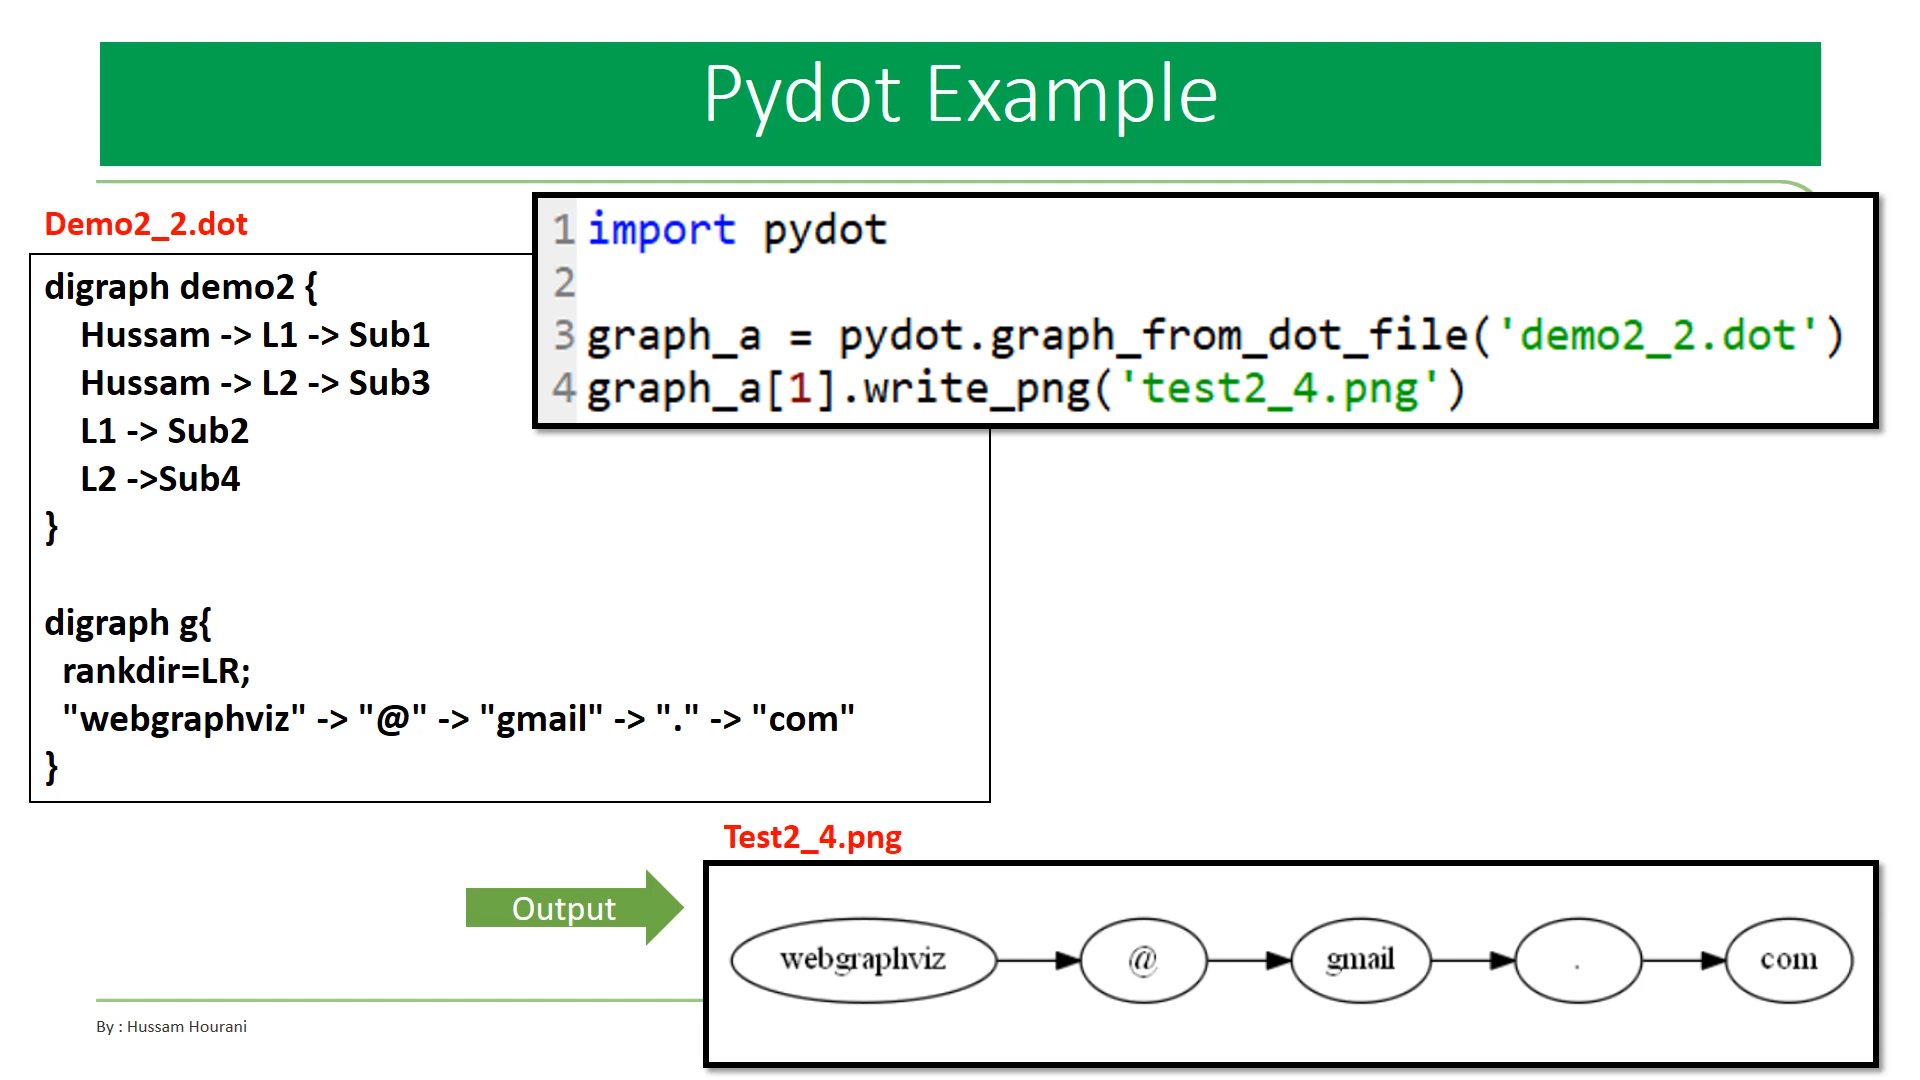 Pydot Example
Demo2_2.dot
digraph demo2 {
Hussam -> L1 -> Sub1
Hussam -> L2 -> Sub3
L1 -> Sub2
L2 ->Sub4
}
digraph g{
rankdir=LR;
"webgraphviz" -> "@" -> "gmail" -> "." -> "com"
}
1 import pydot
2
3 graph_a = pydot.graph_from_dot_file('demo2_2.dot')
4 graph_a[1].write_png('test2_4.png')
Output
Test2_4.png
webgraphviz @ gmail . com
By : Hussam Hourani